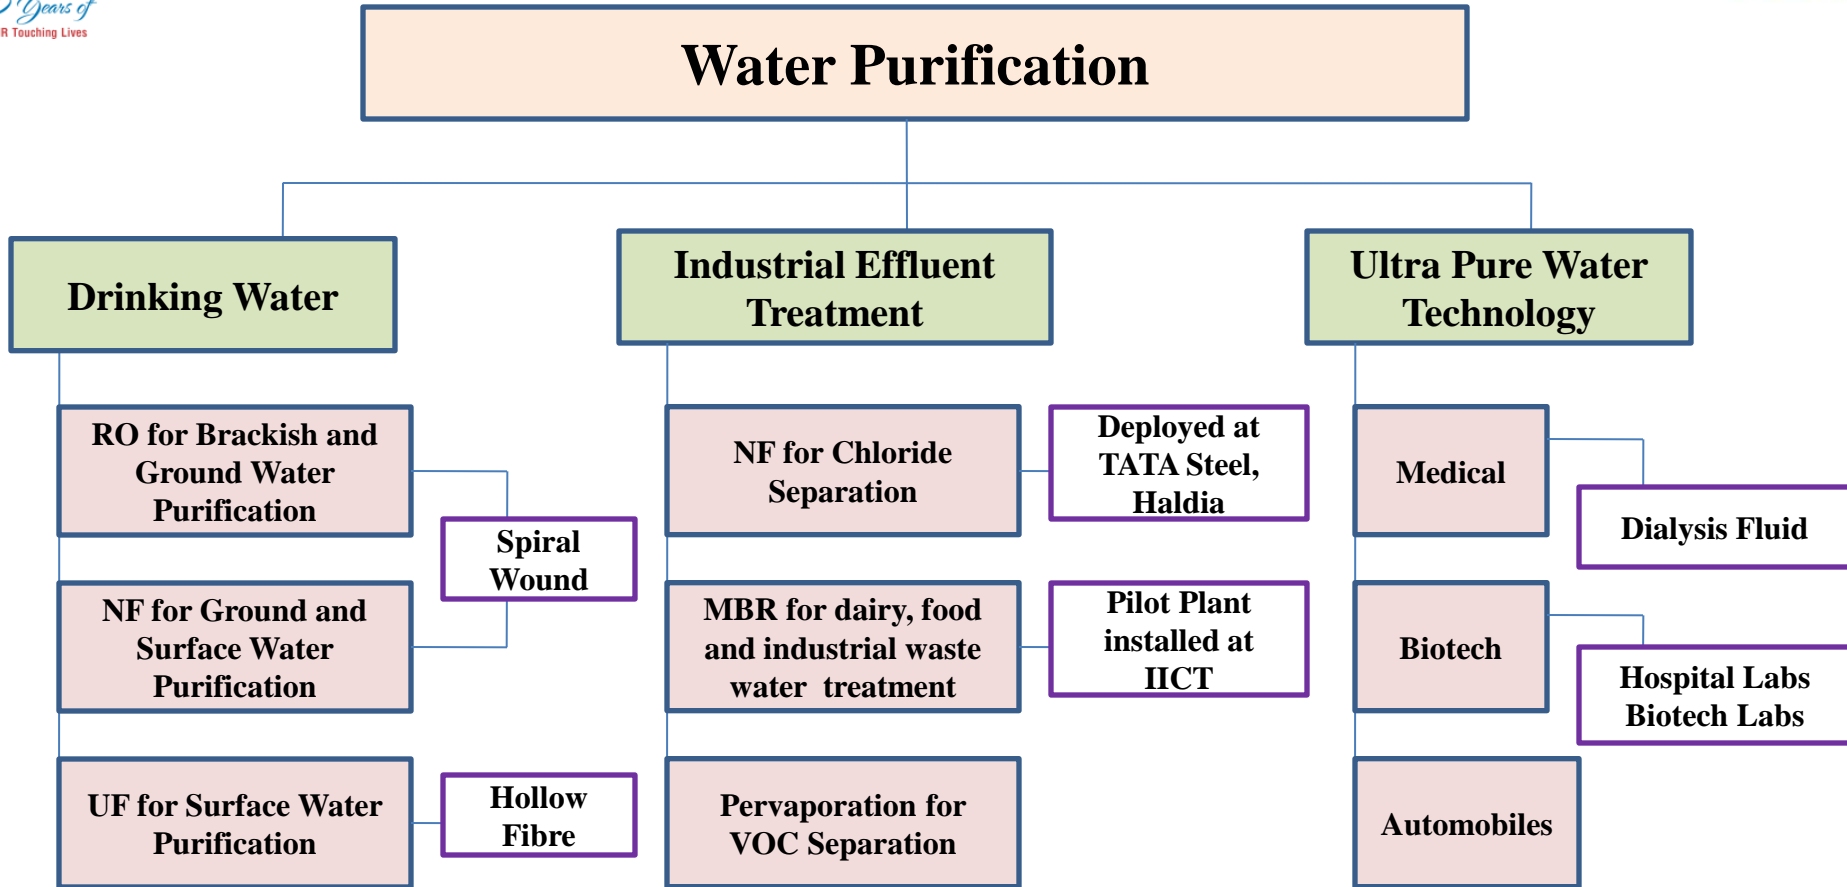 Years of
R Touching Lives
Water Purification
Drinking Water
Industrial Effluent
Treatment
Ultra Pure Water
Technology
RO for Brackish and
Ground Water
Purification
Spiral
Wound
NF for Ground and
Surface Water
Purification
UF for Surface Water
Purification
Hollow
Fibre
NF for Chloride
Separation
Deployed at
TATA Steel,
Haldia
MBR for dairy, food
and industrial waste
water treatment
Pilot Plant
installed at
IICT
Pervaporation for
VOC Separation
Medical
Dialysis Fluid
Biotech
Hospital Labs
Biotech Labs
Automobiles